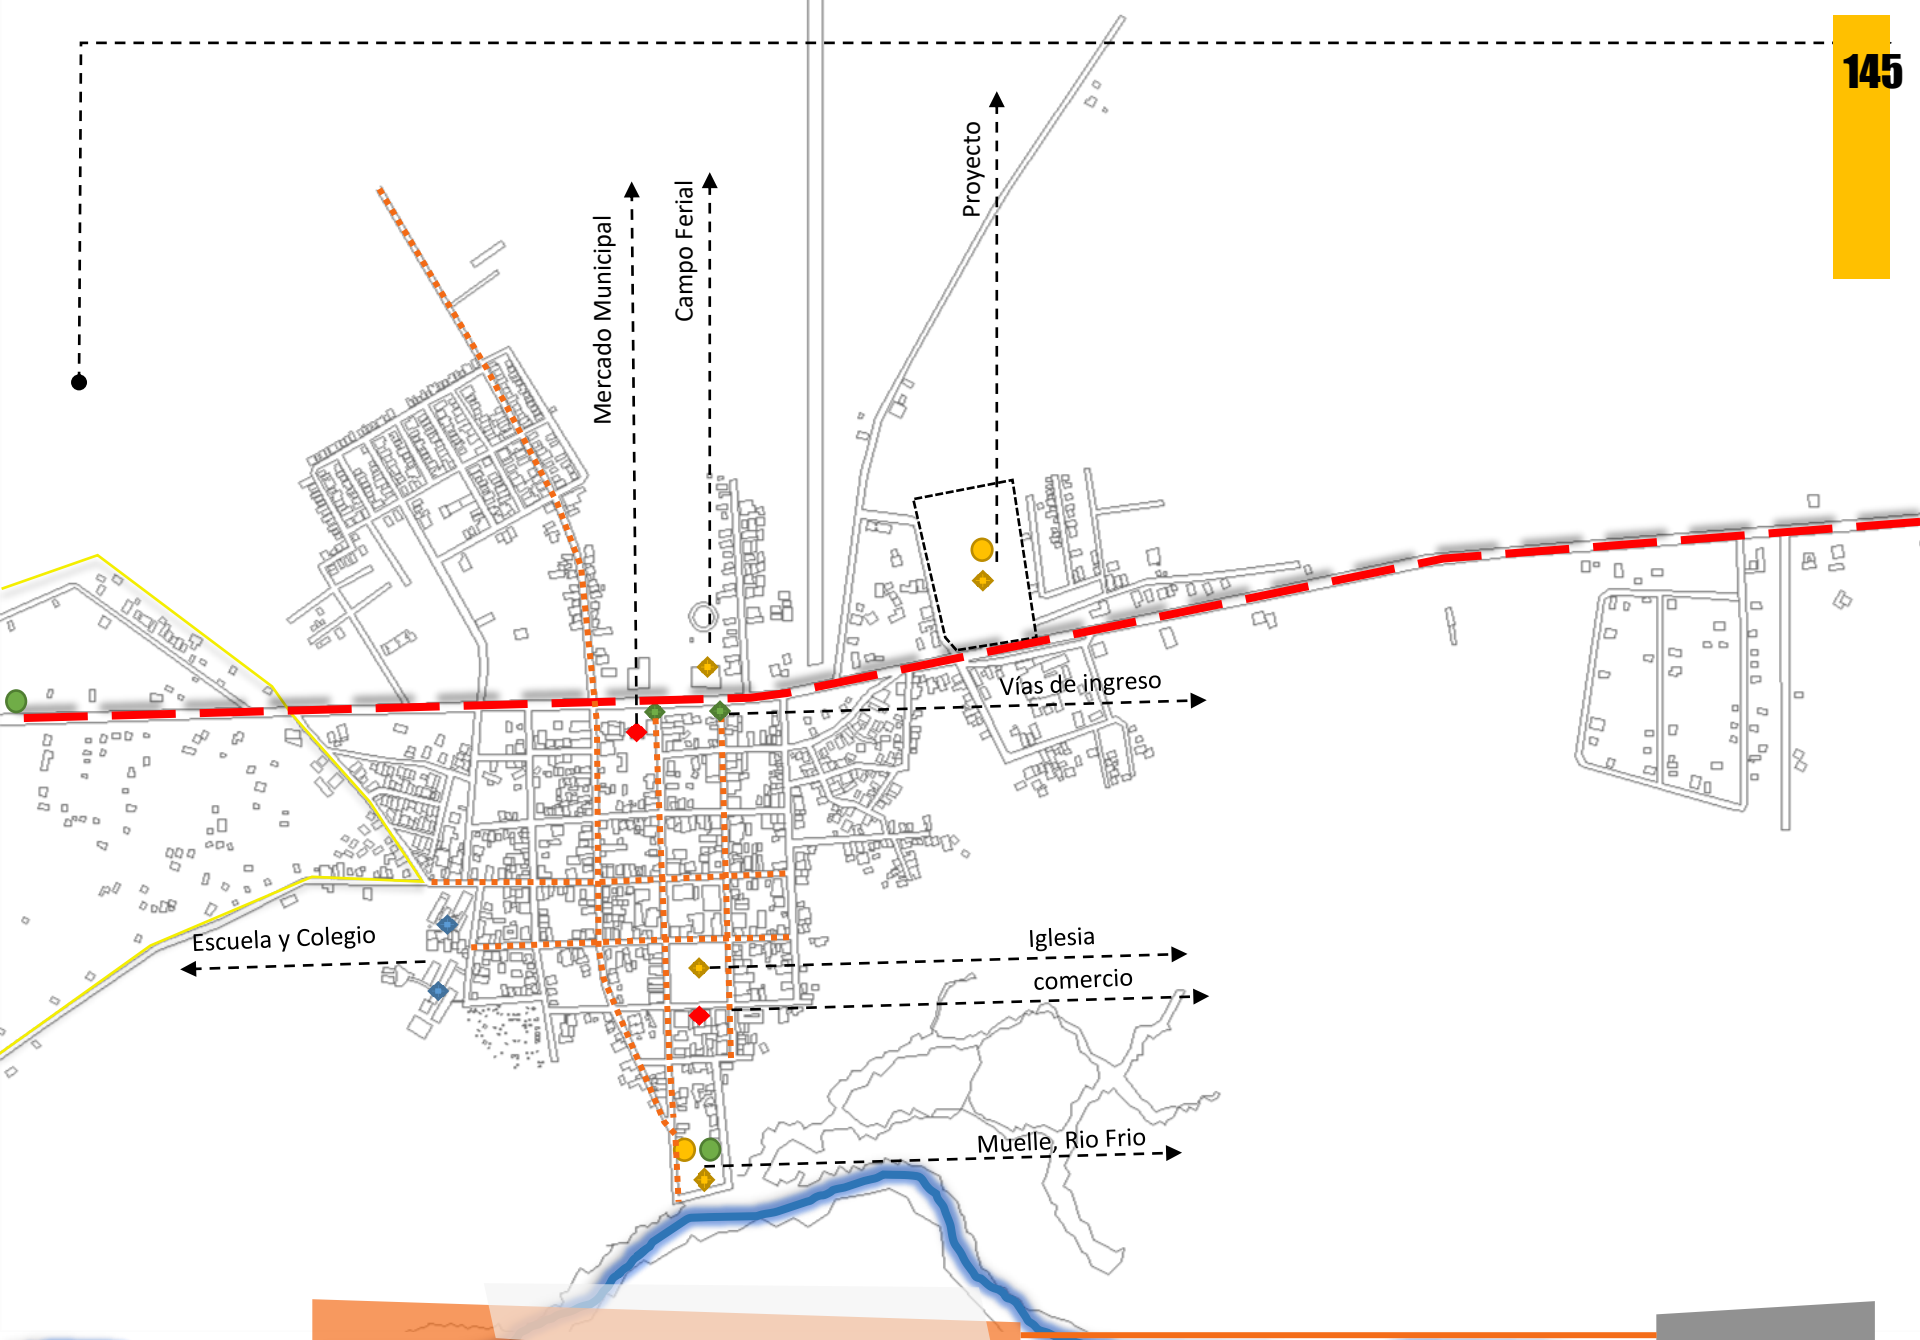 145
Proyecto
Campo Ferial
Mercado Municipal
Vías de ingreso
Escuela y Colegio
Iglesia
comercio
Muelle, Rio Frio